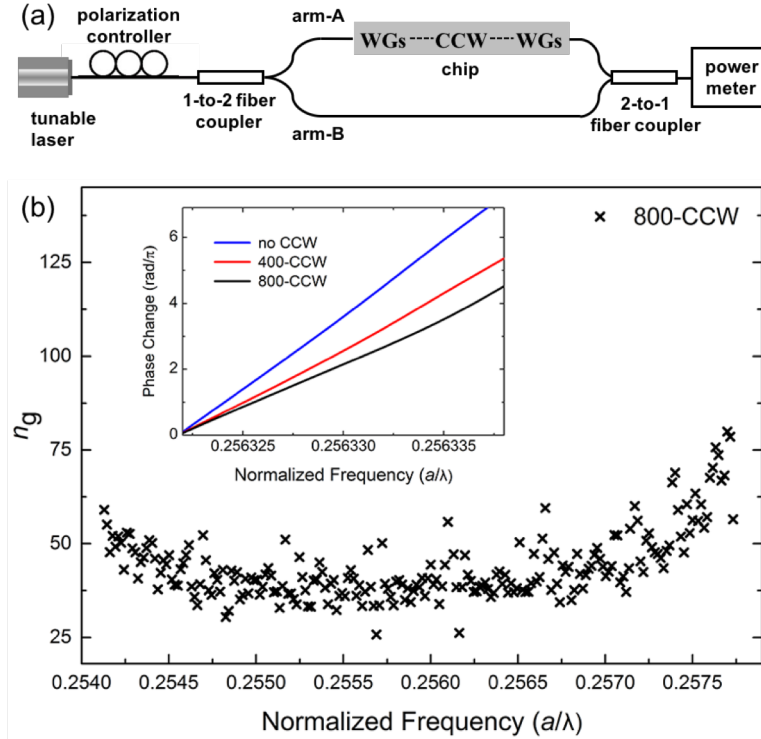 (a)
polarization
controller
arm-A
WGs
CCW
WGs
chip
power
meter
1-to-2 fiber
coupler
2-to-1
fiber coupler
tunable
laser
arm-B
(b)
× 800-CCW
no CCW
400-CCW
800-CCW
Phase Change (rad/π)
6
4
2
0
0.256325
0.256330
0.256335
Normalized Frequency (a/λ)
ng
125
100
75
50
25
0.2540
0.2545
0.2550
0.2555
0.2560
0.2565
0.2570
0.2575
Normalized Frequency (a/λ)